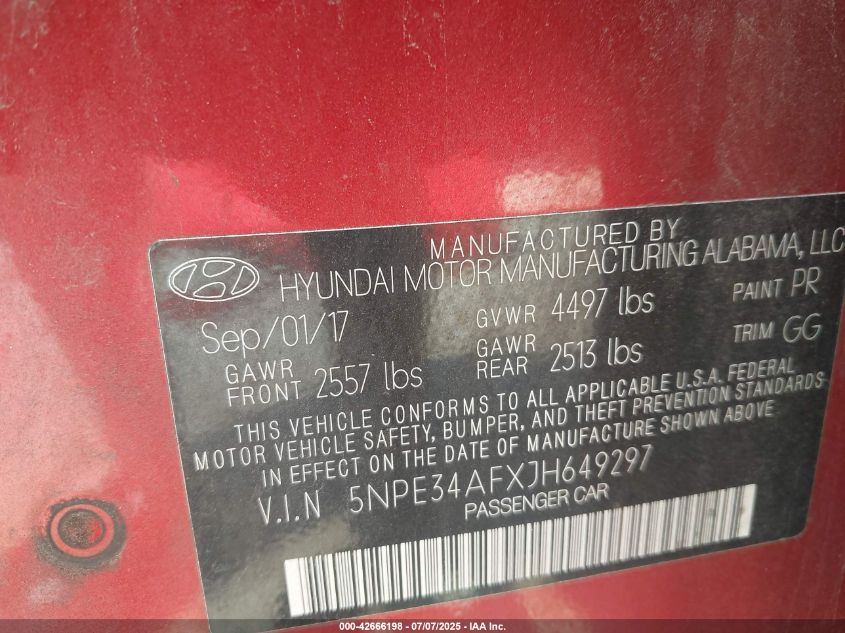 MANUFACTURED BY
HYUNDAI MOTOR MANUFACTURING ALABAMA, LLC
Sep/01/17 GVWR 4497 lbs PAINT PR
GAWR FRONT 2557 lbs GAWR REAR 2513 lbs TRIM GG
THIS VEHICLE CONFORMS TO ALL APPLICABLE U.S.A. FEDERAL
MOTOR VEHICLE SAFETY, BUMPER, AND THEFT PREVENTION STANDARDS
IN EFFECT ON THE DATE OF MANUFACTURE SHOWN ABOVE
V.I.N 5NPE34AFXJH649297
PASSENGER CAR
000-42666198 - 07/07/2025 - IAA Inc.